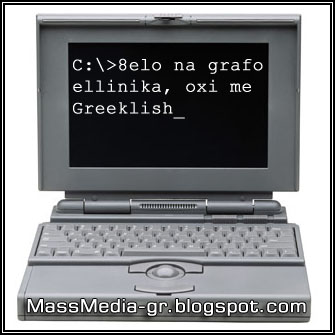 C:\>8elo na grafo
ellinika, oxi me
Greeklish_
MassMedia-gr.blogspot.com